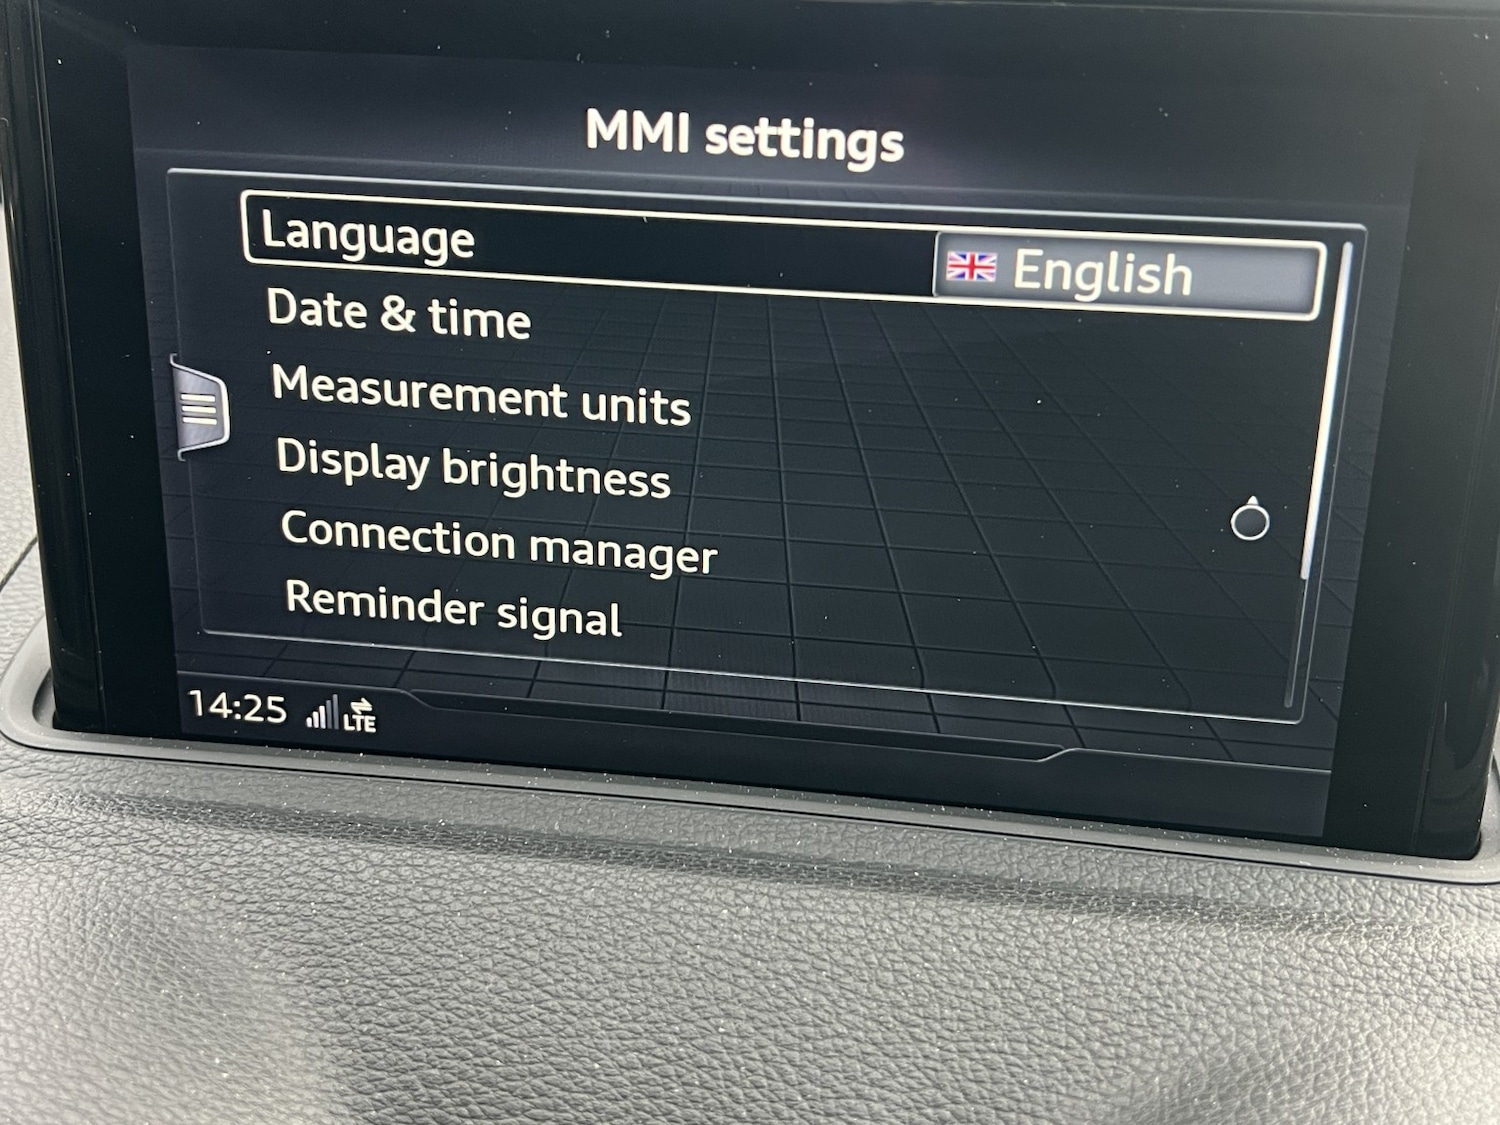 MMI settings
Language English
Date & time
Measurement units
Display brightness
Connection manager
Reminder signal
14:25 LTE